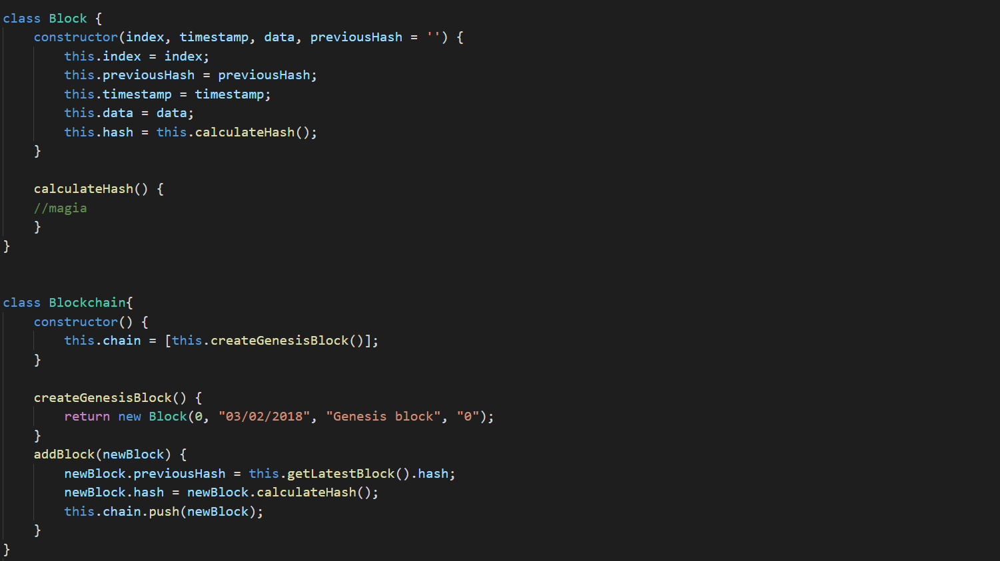 class Block {
    constructor(index, timestamp, data, previousHash = '') {
        this.index = index;
        this.previousHash = previousHash;
        this.timestamp = timestamp;
        this.data = data;
        this.hash = this.calculateHash();
    }

    calculateHash() {
    //magia
    }
}


class Blockchain{
    constructor() {
        this.chain = [this.createGenesisBlock()];
    }

    createGenesisBlock() {
        return new Block(0, "03/02/2018", "Genesis block", "0");
    }
    addBlock(newBlock) {
        newBlock.previousHash = this.getLatestBlock().hash;
        newBlock.hash = newBlock.calculateHash();
        this.chain.push(newBlock);
    }
}